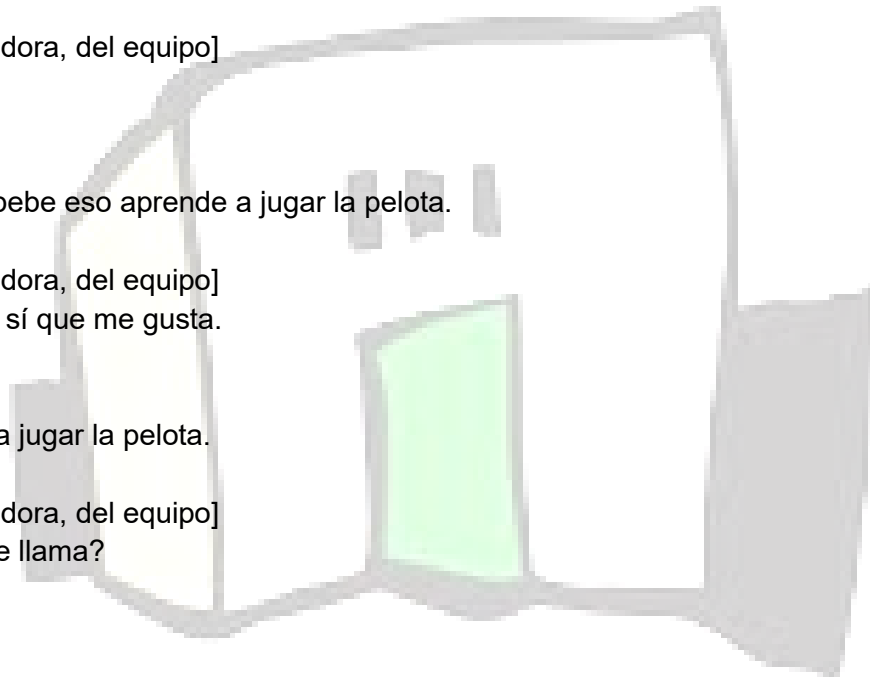 dora, del equipo]
bebe eso aprende a jugar la pelota.
dora, del equipo]
sí que me gusta.
a jugar la pelota.
dora, del equipo]
e llama?